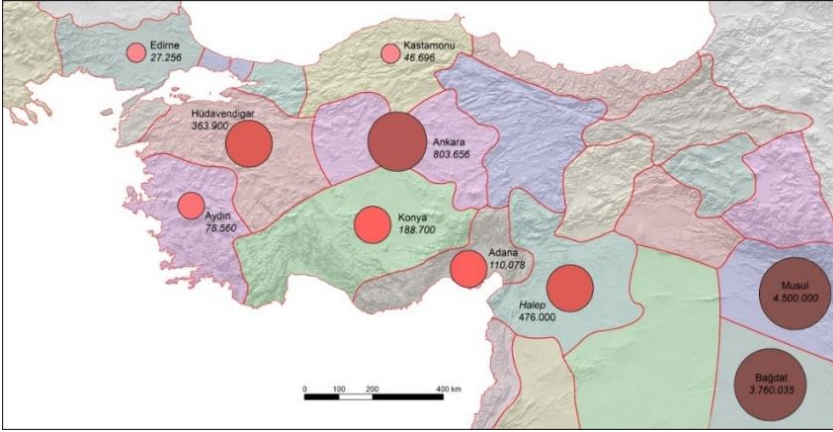 Edirne
27.256
Kastamonu
46.696
Hüdavendigar
363.900
Ankara
803.656
Aydın
78.560
Konya
188.700
Adana
110.078
Halep
476.000
Musul
4.500.000
Bağdat
3.760.035
0 100 200 400 km